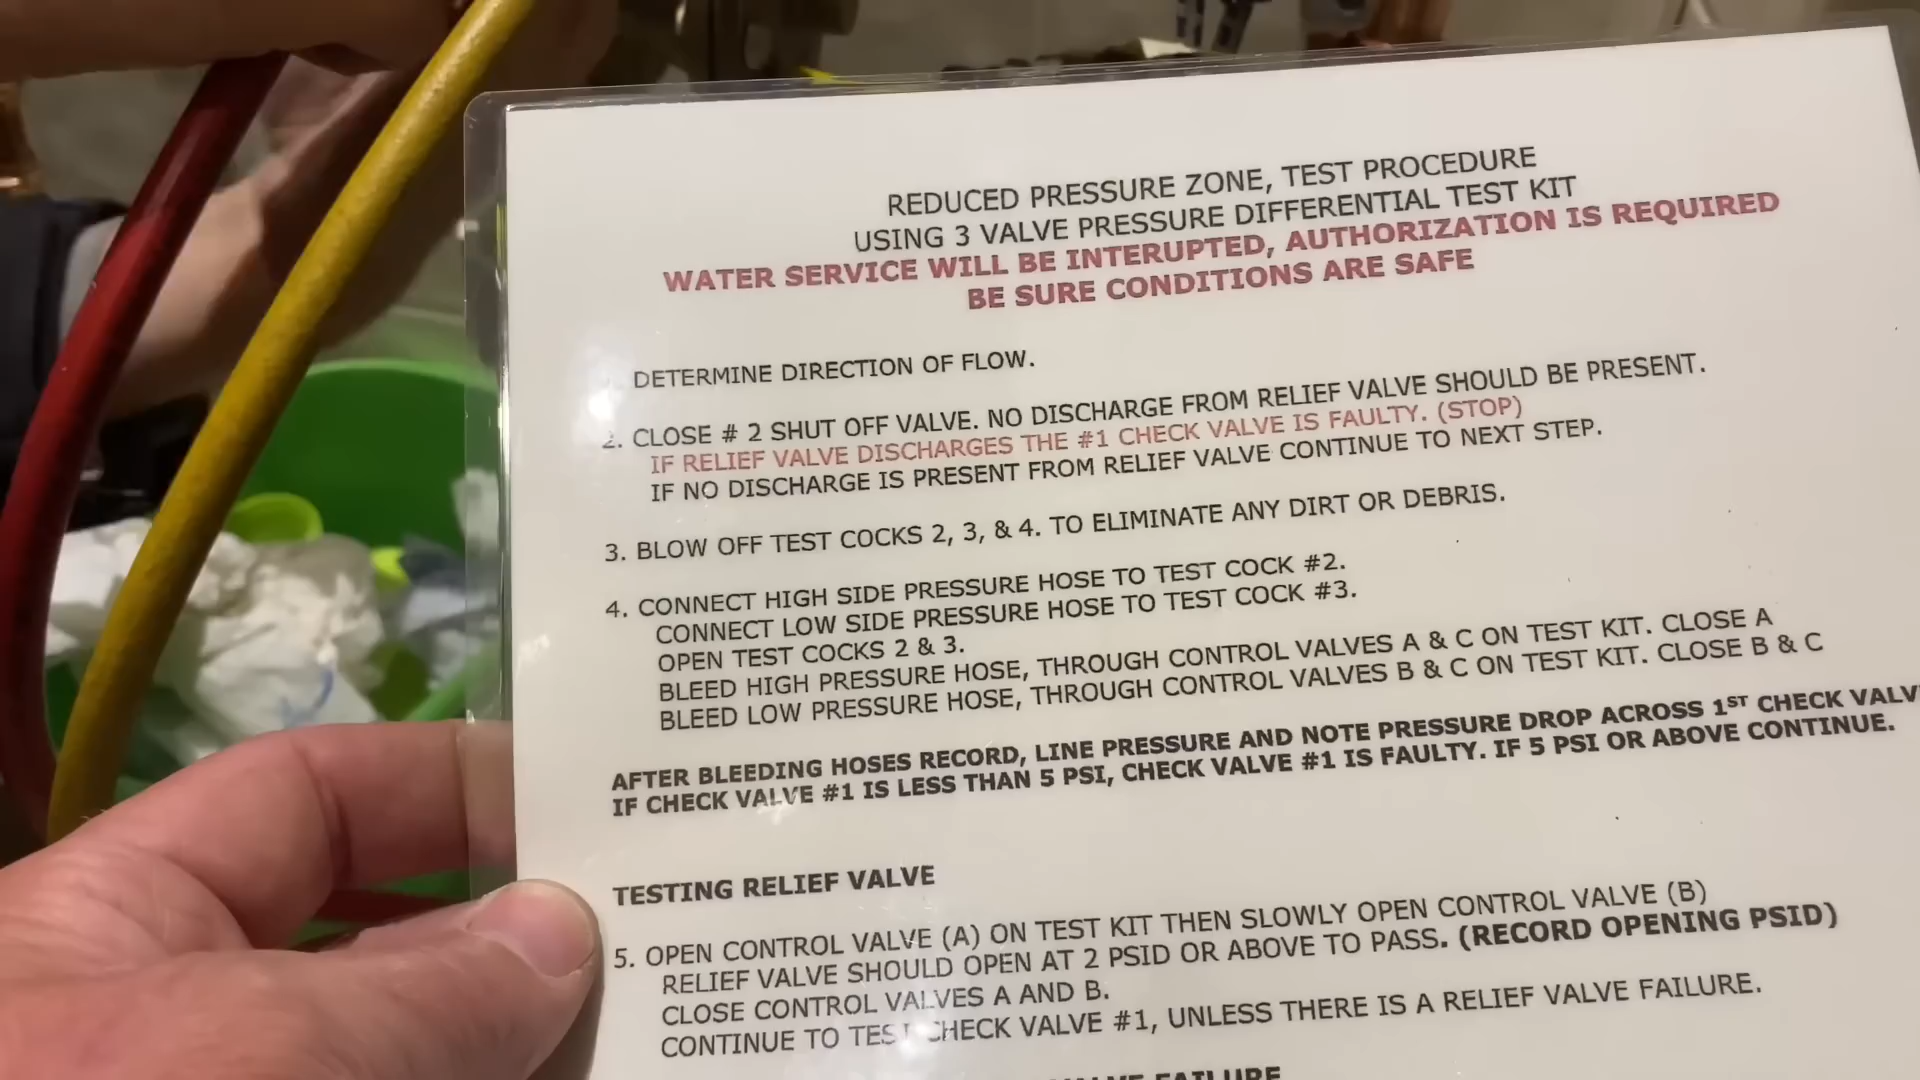 REDUCED PRESSURE ZONE, TEST PROCEDURE
USING 3 VALVE PRESSURE DIFFERENTIAL TEST KIT
WATER SERVICE WILL BE INTERUPTED, AUTHORIZATION IS REQUIRED
BE SURE CONDITIONS ARE SAFE
DETERMINE DIRECTION OF FLOW.
2. CLOSE # 2 SHUT OFF VALVE. NO DISCHARGE FROM RELIEF VALVE SHOULD BE PRESENT.
IF RELIEF VALVE DISCHARGES THE #1 CHECK VALVE IS FAULTY. (STOP)
IF NO DISCHARGE IS PRESENT FROM RELIEF VALVE CONTINUE TO NEXT STEP.
3. BLOW OFF TEST COCKS 2, 3, & 4. TO ELIMINATE ANY DIRT OR DEBRIS.
4. CONNECT HIGH SIDE PRESSURE HOSE TO TEST COCK #2.
CONNECT LOW SIDE PRESSURE HOSE TO TEST COCK #3.
OPEN TEST COCKS 2 & 3.
BLEED HIGH PRESSURE HOSE, THROUGH CONTROL VALVES A & C ON TEST KIT. CLOSE A
BLEED LOW PRESSURE HOSE, THROUGH CONTROL VALVES B & C ON TEST KIT. CLOSE B & C
AFTER BLEEDING HOSES RECORD, LINE PRESSURE AND NOTE PRESSURE DROP ACROSS 1ST CHECK VALV
IF CHECK VALVE #1 IS LESS THAN 5 PSI, CHECK VALVE #1 IS FAULTY. IF 5 PSI OR ABOVE CONTINUE.
TESTING RELIEF VALVE
5. OPEN CONTROL VALVE (A) ON TEST KIT THEN SLOWLY OPEN CONTROL VALVE (B)
RELIEF VALVE SHOULD OPEN AT 2 PSID OR ABOVE TO PASS. (RECORD OPENING PSID)
CLOSE CONTROL VALVES A AND B.
CONTINUE TO TEST CHECK VALVE #1, UNLESS THERE IS A RELIEF VALVE FAILURE.
FAILURE